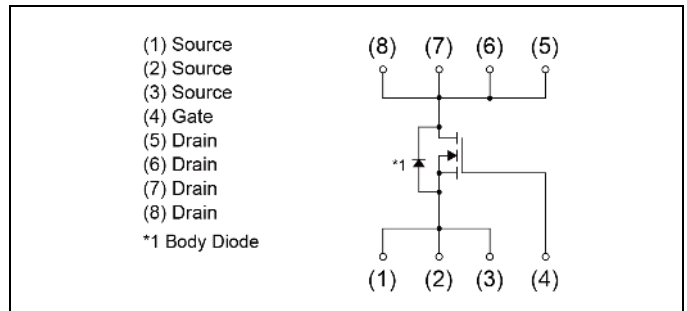 (1) Source
(2) Source
(3) Source
(4) Gate
(5) Drain
(6) Drain
(7) Drain
(8) Drain
*1 Body Diode
(8) (7) (6) (5)
*1
(1) (2) (3) (4)